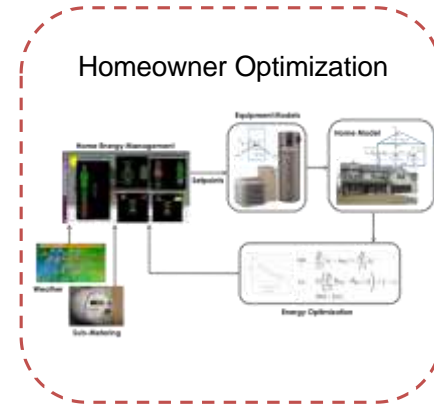 Homeowner Optimization
Equipment Models
Home Energy Management
Home Model
Setpoints
Weather
Sub-Metering
Energy Optimization